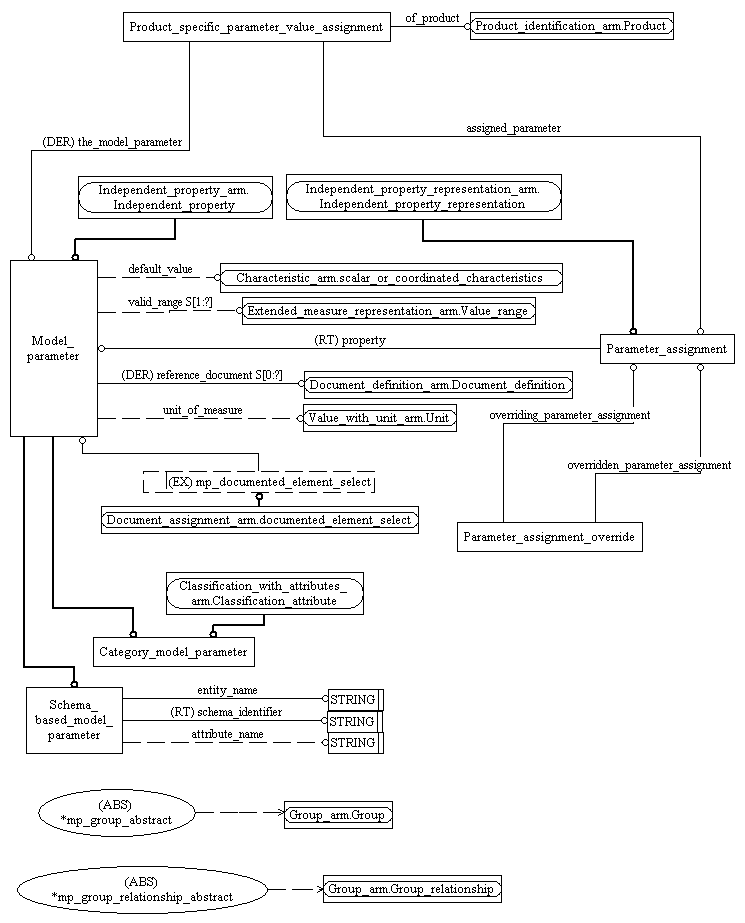 Product_specific_parameter_value_assignment
of_product
Product_identification_arm.Product
(DER) the_model_parameter
assigned_parameter
Independent_property_arm.
Independent_property
Independent_property_representation_arm.
Independent_property_representation
default_value
Characteristic_arm.scalar_or_coordinated_characteristics
valid_range S[1:?]
Extended_measure_representation_arm.Value_range
Model_
parameter
(RT) property
Parameter_assignment
(DER) reference_document S[0:?]
Document_definition_arm.Document_definition
unit_of_measure
Value_with_unit_arm.Unit
overriding_parameter_assignment
overridden_parameter_assignment
(EX) mp_documented_element_select
Document_assignment_arm.documented_element_select
Parameter_assignment_override
Classification_with_attributes_
arm.Classification_attribute
Category_model_parameter
Schema_
based_model_
parameter
entity_name
STRING
(RT) schema_identifier
STRING
attribute_name
STRING
(ABS)
*mp_group_abstract
Group_arm.Group
(ABS)
*mp_group_relationship_abstract
Group_arm.Group_relationship